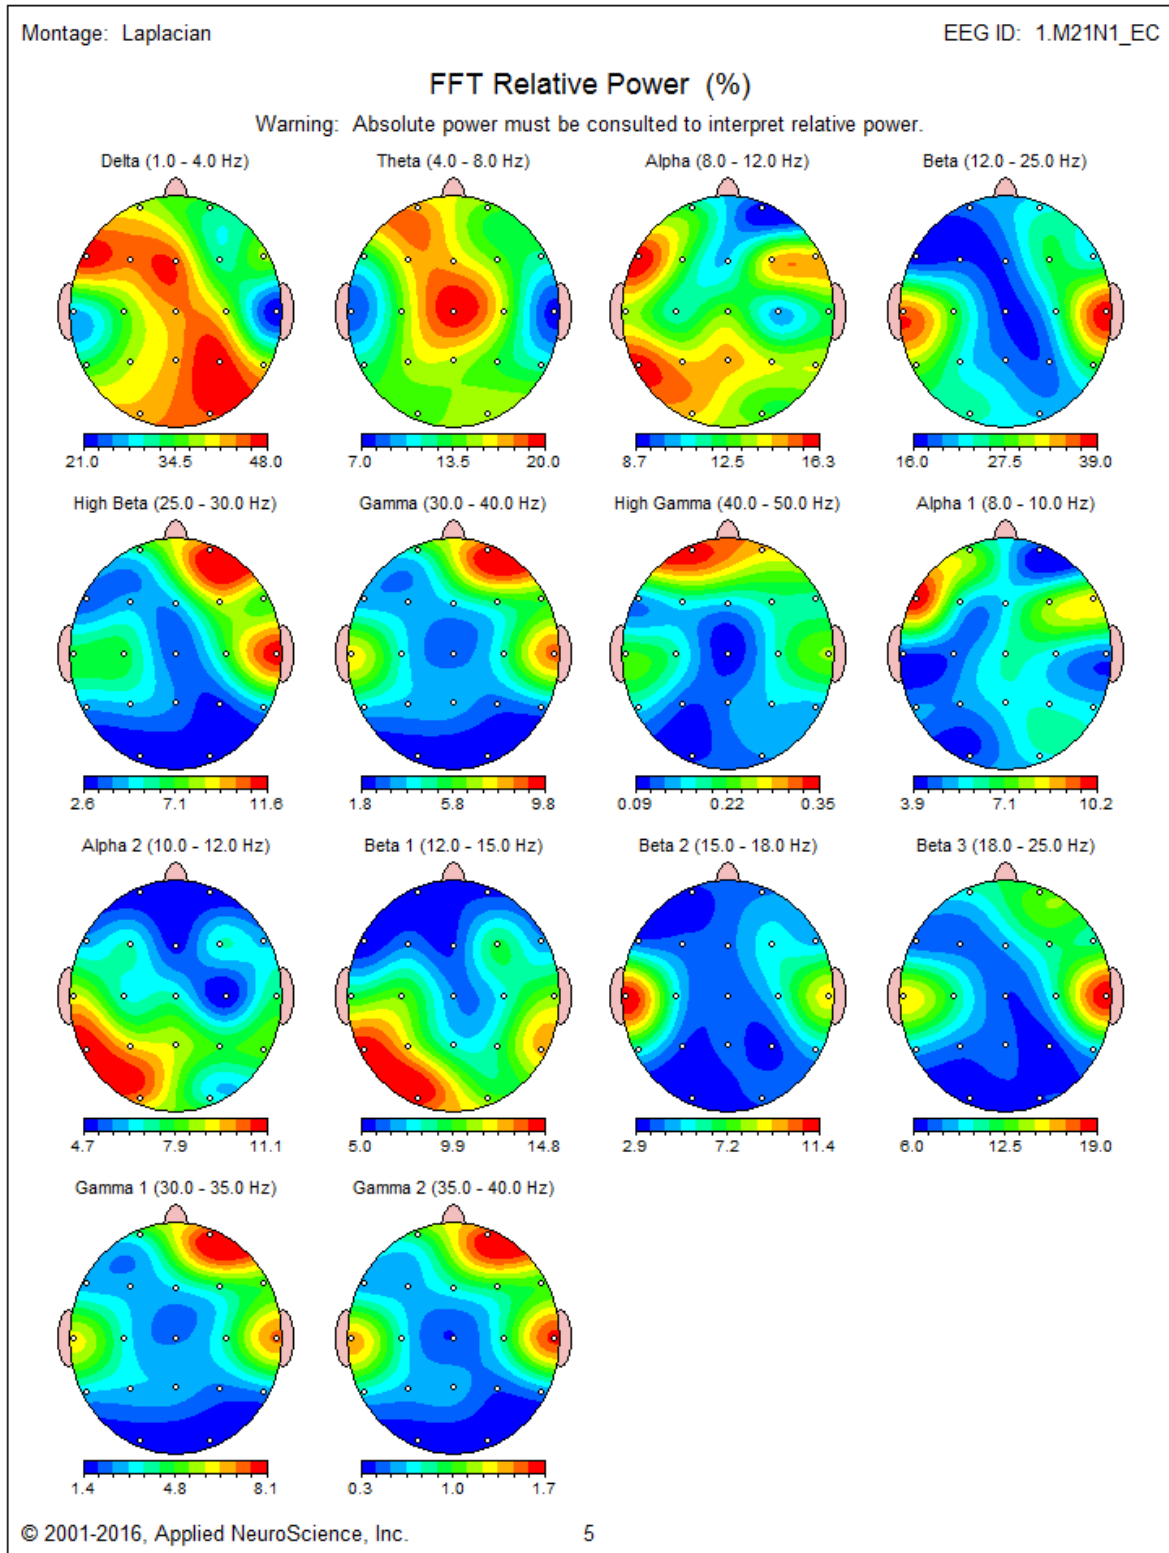 Montage: Laplacian EEG ID: 1.M21N1_EC
FFT Relative Power (%)
Warning: Absolute power must be consulted to interpret relative power.
Delta (1.0 - 4.0 Hz) Theta (4.0 - 8.0 Hz) Alpha (8.0 - 12.0 Hz) Beta (12.0 - 25.0 Hz)
21.0 34.5 48.0 7.0 13.5 20.0 8.7 12.5 16.3 16.0 27.5 39.0
High Beta (25.0 - 30.0 Hz) Gamma (30.0 - 40.0 Hz) High Gamma (40.0 - 50.0 Hz) Alpha 1 (8.0 - 10.0 Hz)
2.6 7.1 11.6 1.8 5.8 9.8 0.09 0.22 0.35 3.9 7.1 10.2
Alpha 2 (10.0 - 12.0 Hz) Beta 1 (12.0 - 15.0 Hz) Beta 2 (15.0 - 18.0 Hz) Beta 3 (18.0 - 25.0 Hz)
4.7 7.9 11.1 5.0 9.9 14.8 2.9 7.2 11.4 6.0 12.5 19.0
Gamma 1 (30.0 - 35.0 Hz) Gamma 2 (35.0 - 40.0 Hz)
1.4 4.8 8.1 0.3 1.0 1.7
© 2001-2016, Applied NeuroScience, Inc. 5